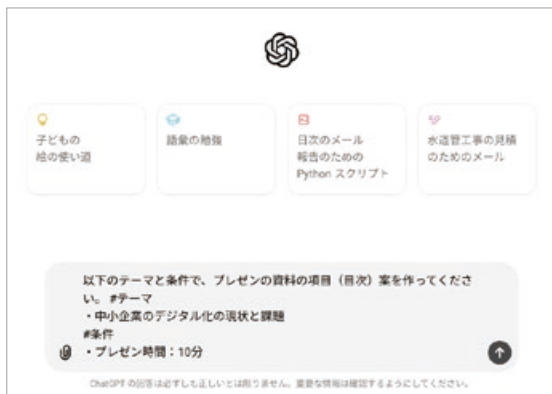 子どもの
絵の使い道
語彙の勉強
日次のメール
報告のための
Python スクリプト
水道管工事の見積
のためのメール
以下のテーマと条件で、プレゼンの資料の項目（目次）案を作ってくださ
い。 #テーマ
・中小企業のデジタル化の現状と課題
#条件
・プレゼン時間：10分
ChatGPT の回答は必ずしも正しいとは限りません。重要な情報は確認するようにしてください。